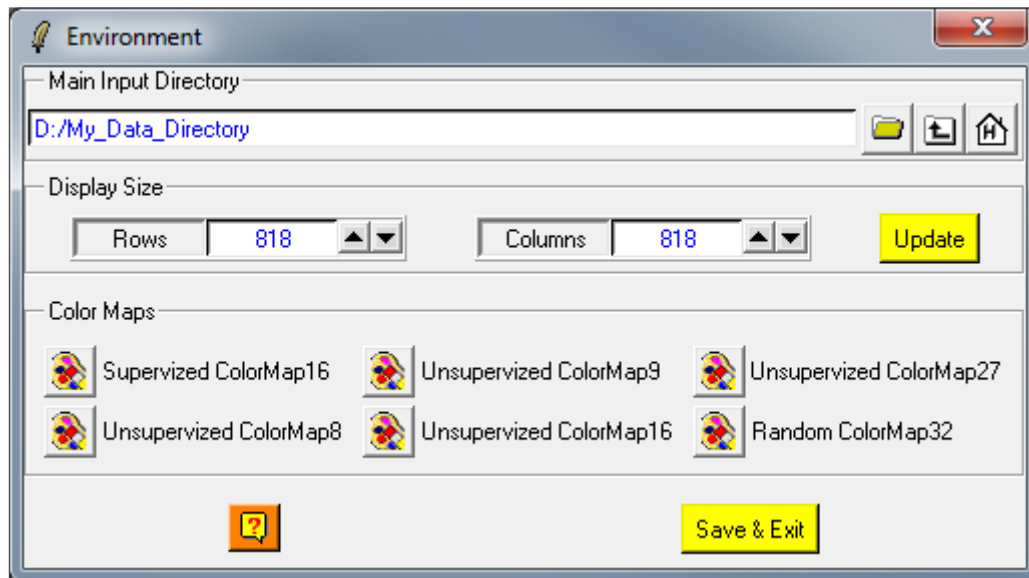 Environment
Main Input Directory
D:/My_Data_Directory
H
Display Size
Rows 818 Columns 818 Update
Color Maps
Supervized ColorMap16 Unsupervized ColorMap9 Unsupervized ColorMap27
Unsupervized ColorMap8 Unsupervized ColorMap16 Random ColorMap32
? Save & Exit